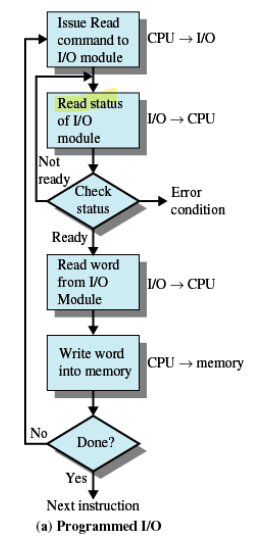 Issue Read
command to
I/O module
CPU → I/O
Read status
of I/O
module
I/O → CPU
Not
ready
Check
status
Error
condition
Ready
Read word
from I/O
Module
I/O → CPU
Write word
into memory
CPU → memory
No
Done?
Yes
Next instruction
(a) Programmed I/O